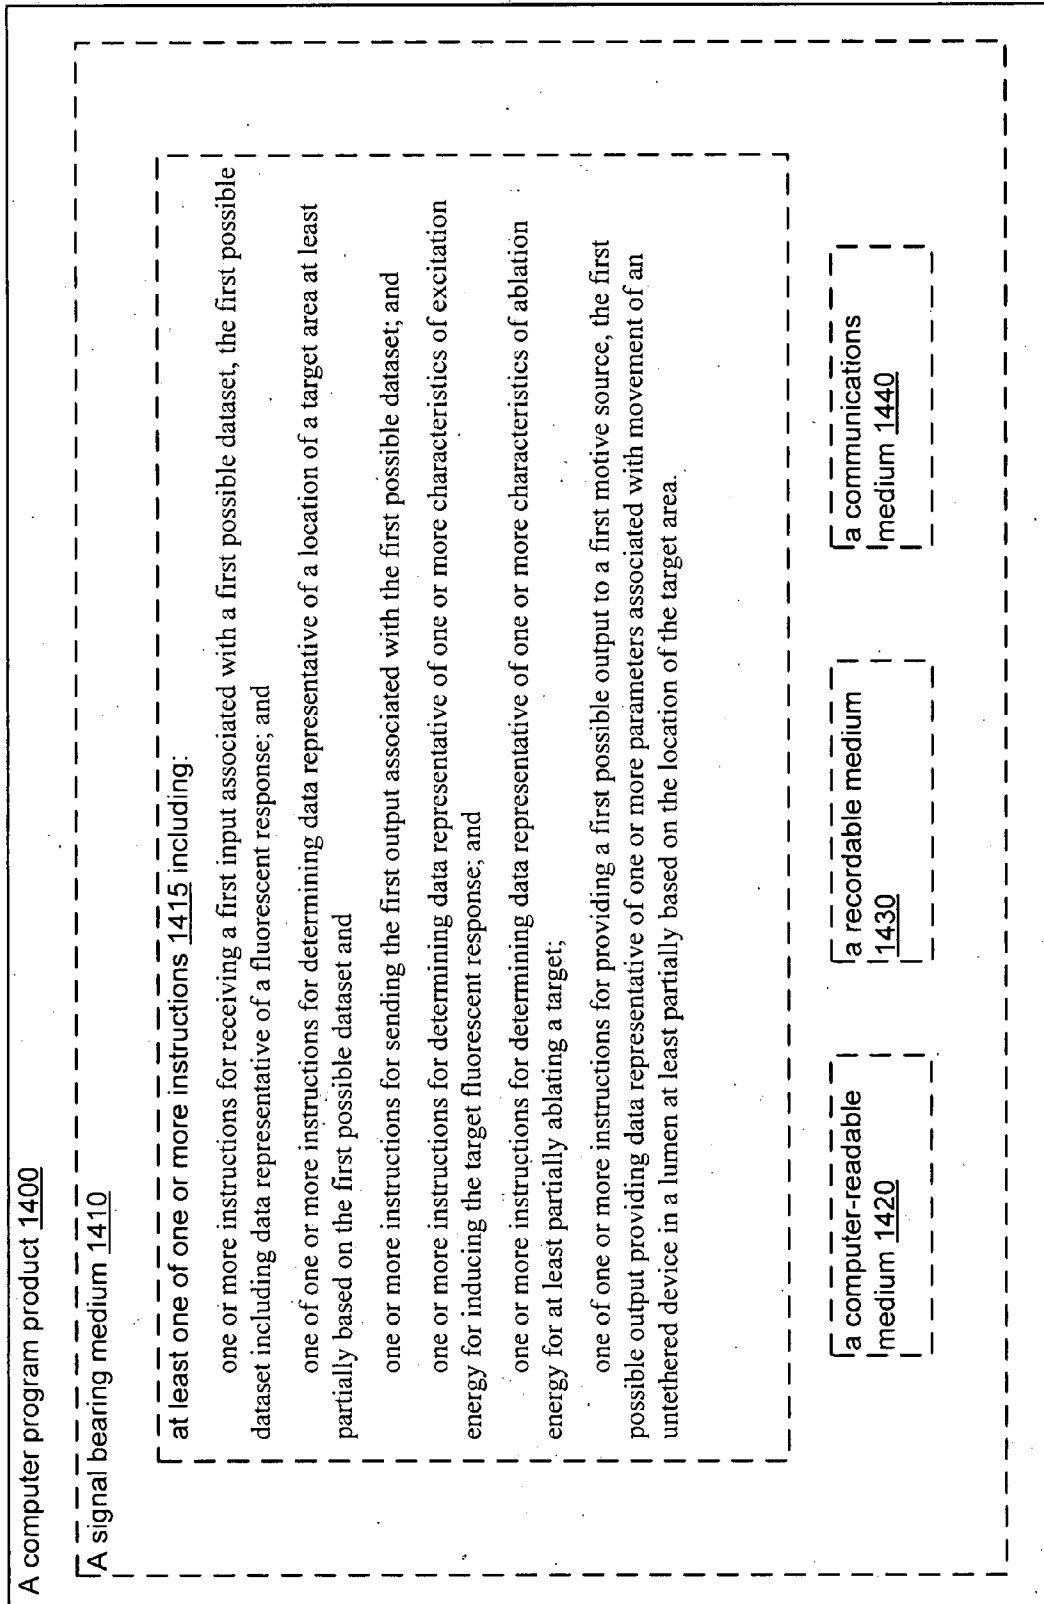 A computer program product 1400
A signal bearing medium 1410
at least one of one or more instructions 1415 including:
one or more instructions for receiving a first input associated with a first possible dataset, the first possible
dataset including data representative of a fluorescent response; and
one of one or more instructions for determining data representative of a location of a target area at least
partially based on the first possible dataset and
one or more instructions for sending the first output associated with the first possible dataset; and
one or more instructions for determining data representative of one or more characteristics of excitation
energy for inducing the target fluorescent response; and
one or more instructions for determining data representative of one or more characteristics of ablation
energy for at least partially ablating a target;
one of one or more instructions for providing a first possible output to a first motive source, the first
possible output providing data representative of one or more parameters associated with movement of an
untethered device in a lumen at least partially based on the location of the target area.
a computer-readable
medium 1420
a recordable medium
1430
a communications
medium 1440